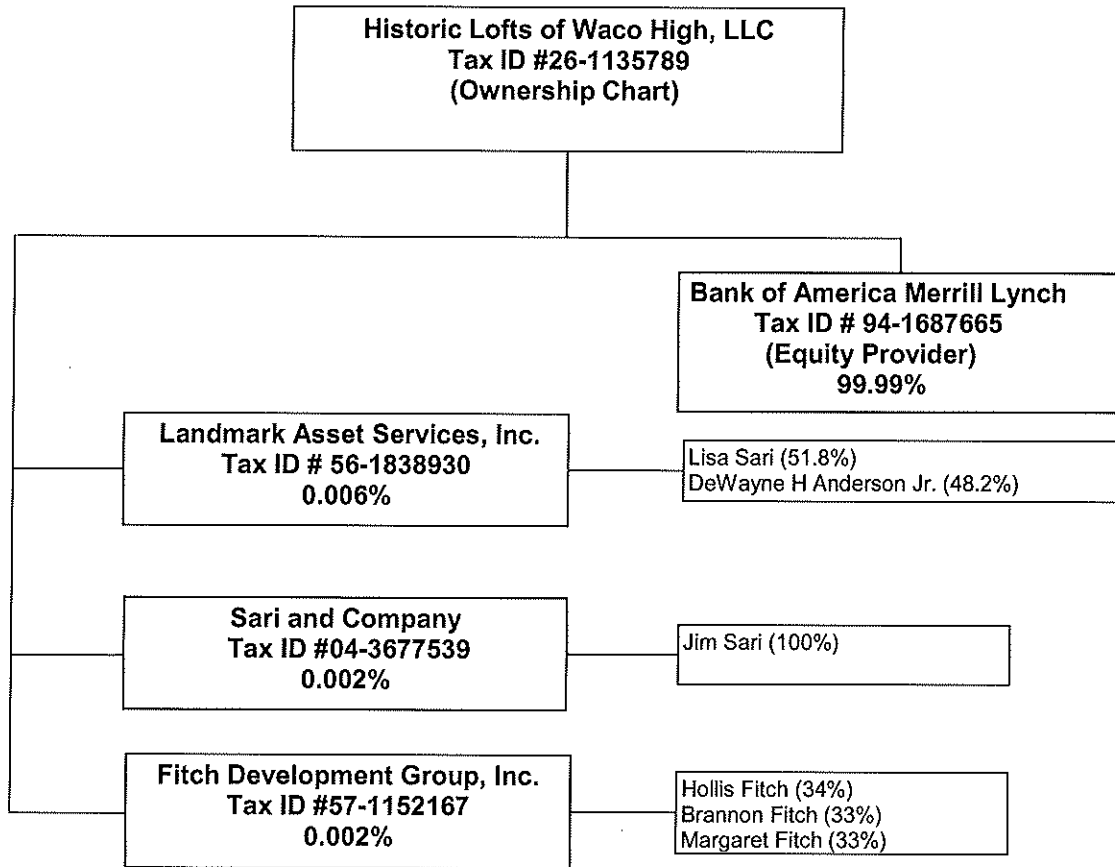 Historic Lofts of Waco High, LLC
Tax ID #26-1135789
(Ownership Chart)
Bank of America Merrill Lynch
Tax ID # 94-1687665
(Equity Provider)
99.99%
Landmark Asset Services, Inc.
Tax ID # 56-1838930
0.006%
Lisa Sari (51.8%)
DeWayne H Anderson Jr. (48.2%)
Sari and Company
Tax ID #04-3677539
0.002%
Jim Sari (100%)
Fitch Development Group, Inc.
Tax ID #57-1152167
0.002%
Hollis Fitch (34%)
Brannon Fitch (33%)
Margaret Fitch (33%)